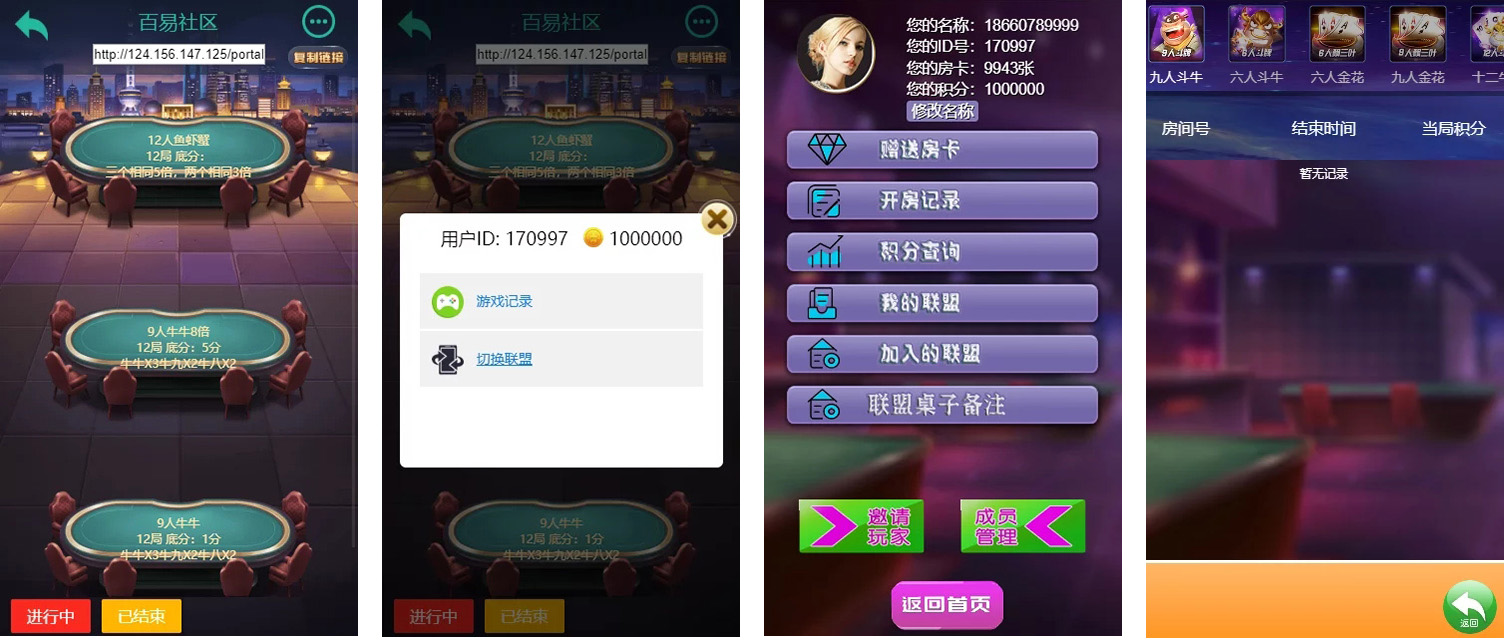 百易社区
http://124.156.147.125/portal
复制链接
12人鱼虾蟹
12局 底分：
三个相同5倍，两个相同3倍
9人牛牛8倍
12局 底分：5分
牛牛X3牛九X2牛八X2
9人牛牛
12局 底分：1分
牛牛X3牛九X2牛八X2
进行中
已结束
百易社区
http://124.156.147.125/portal
复制链接
12人鱼虾蟹
12局 底分：
三个相同5倍，两个相同3倍
用户ID: 170997
1000000
游戏记录
切换联盟
9人牛牛
12局 底分：1分
牛牛X3牛九X2牛八X2
进行中
已结束
您的名称：18660789999
您的ID号：170997
您的房卡：9943张
您的积分：1000000
修改名称
赠送房卡
开房记录
积分查询
我的联盟
加入的联盟
联盟桌子备注
邀请
玩家
成员
管理
返回首页
九人斗牛
六人斗牛
六人金花
九人金花
十二牛
房间号
结束时间
当局积分
暂无记录
返回